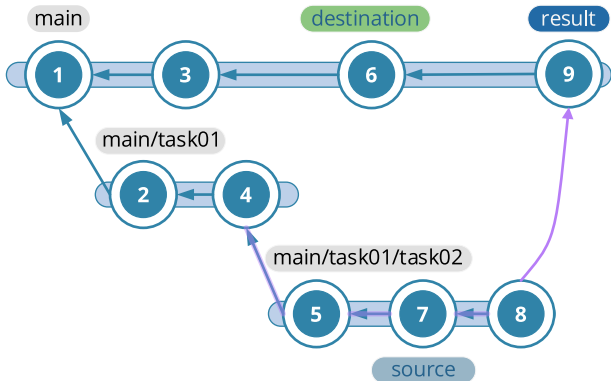 main
destination
result
1
3
6
9
main/task01
2
4
main/task01/task02
5
7
8
source